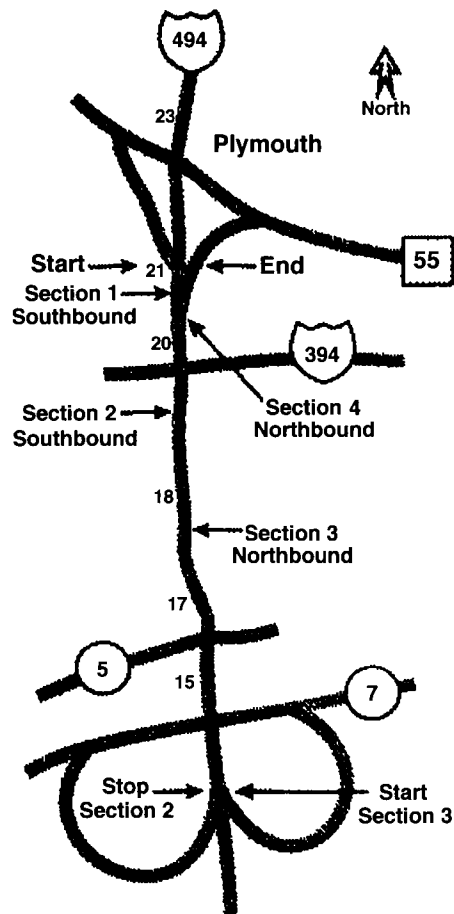 494
North
23
Plymouth
55
Start
21
End
Section 1
Southbound
20
394
Section 4
Northbound
Section 2
Southbound
18
Section 3
Northbound
17
5
15
7
Stop
Section 2
Start
Section 3